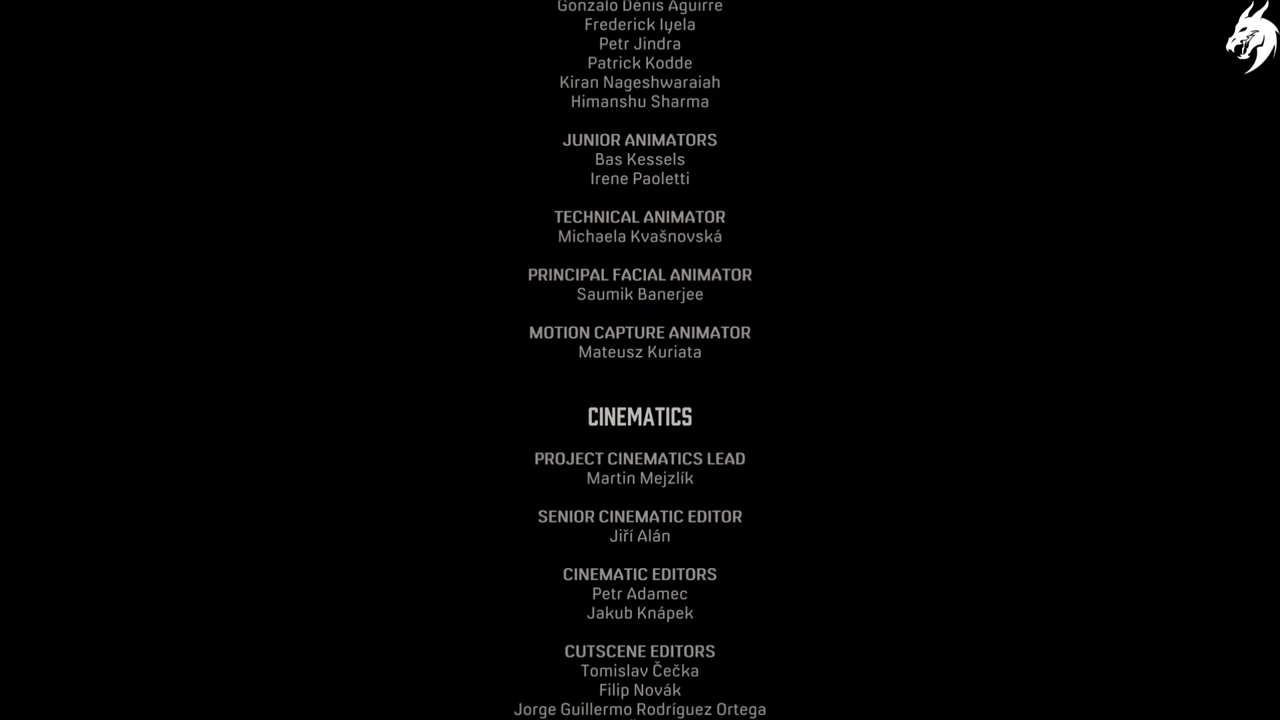 Gonzalo Dénis Aguirre
Frederick Iyela
Petr Jindra
Patrick Kodde
Kiran Nageshwaraiah
Himanshu Sharma
JUNIOR ANIMATORS
Bas Kessels
Irene Paoletti
TECHNICAL ANIMATOR
Michaela Kvašnovská
PRINCIPAL FACIAL ANIMATOR
Saumik Banerjee
MOTION CAPTURE ANIMATOR
Mateusz Kuriata
CINEMATICS
PROJECT CINEMATICS LEAD
Martin Mejzlík
SENIOR CINEMATIC EDITOR
Jiří Alán
CINEMATIC EDITORS
Petr Adamec
Jakub Knápek
CUTSCENE EDITORS
Tomislav Čečka
Filip Novák
Jorge Guillermo Rodríguez Ortega